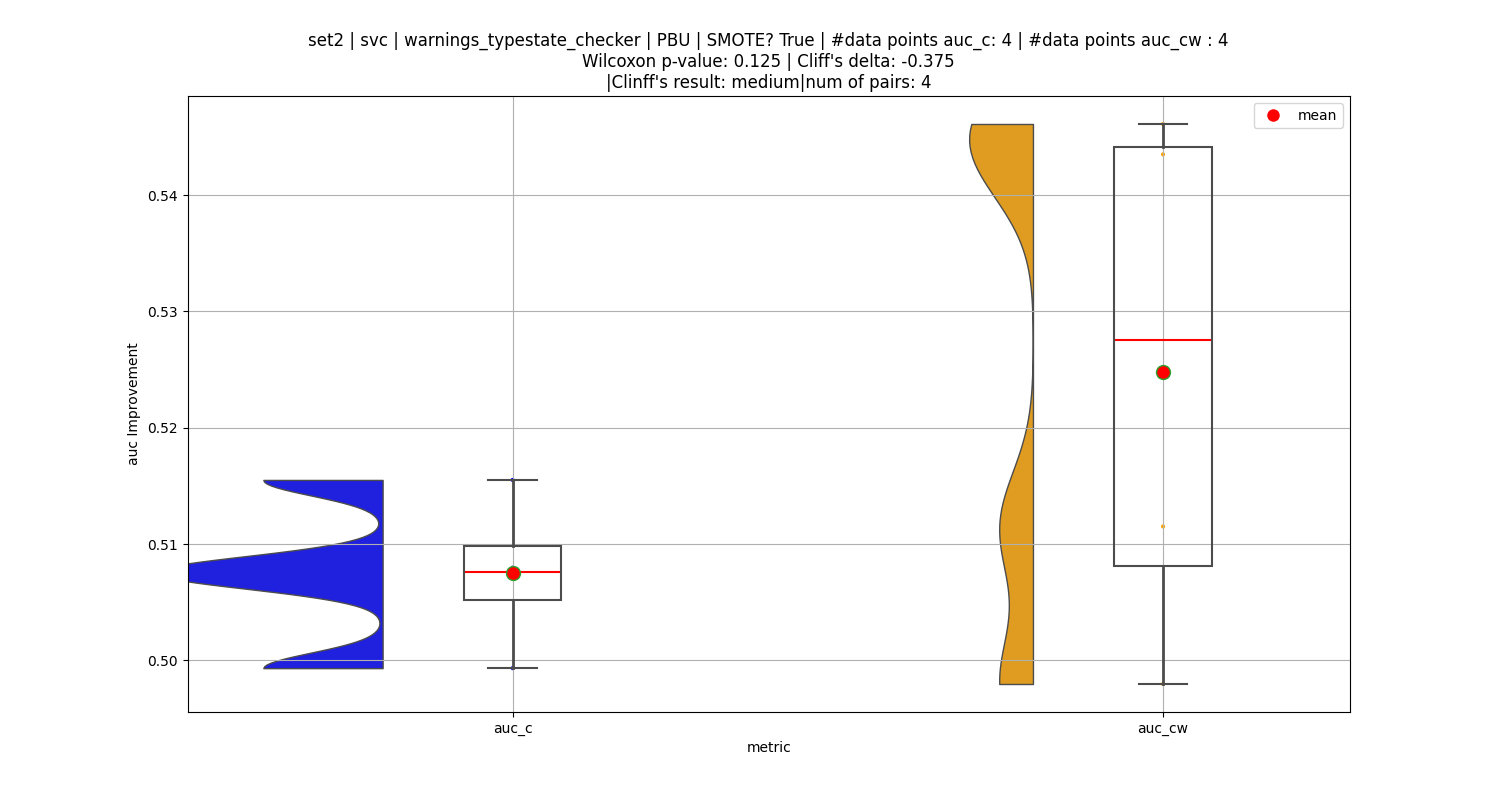 set2 | svc | warnings_typestate_checker | PBU | SMOTE? True | #data points auc_c: 4 | #data points auc_cw : 4
Wilcoxon p-value: 0.125 | Cliff's delta: -0.375
|Clinff's result: medium|num of pairs: 4
mean
0.54
0.53
0.52
0.51
0.50
auc Improvement
auc_c
auc_cw
metric